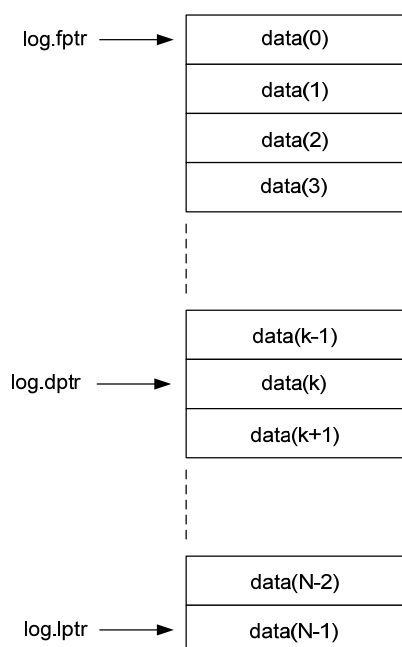 log.fptr
data(0)
data(1)
data(2)
data(3)
data(k-1)
log.dptr
data(k)
data(k+1)
data(N-2)
log.lptr
data(N-1)